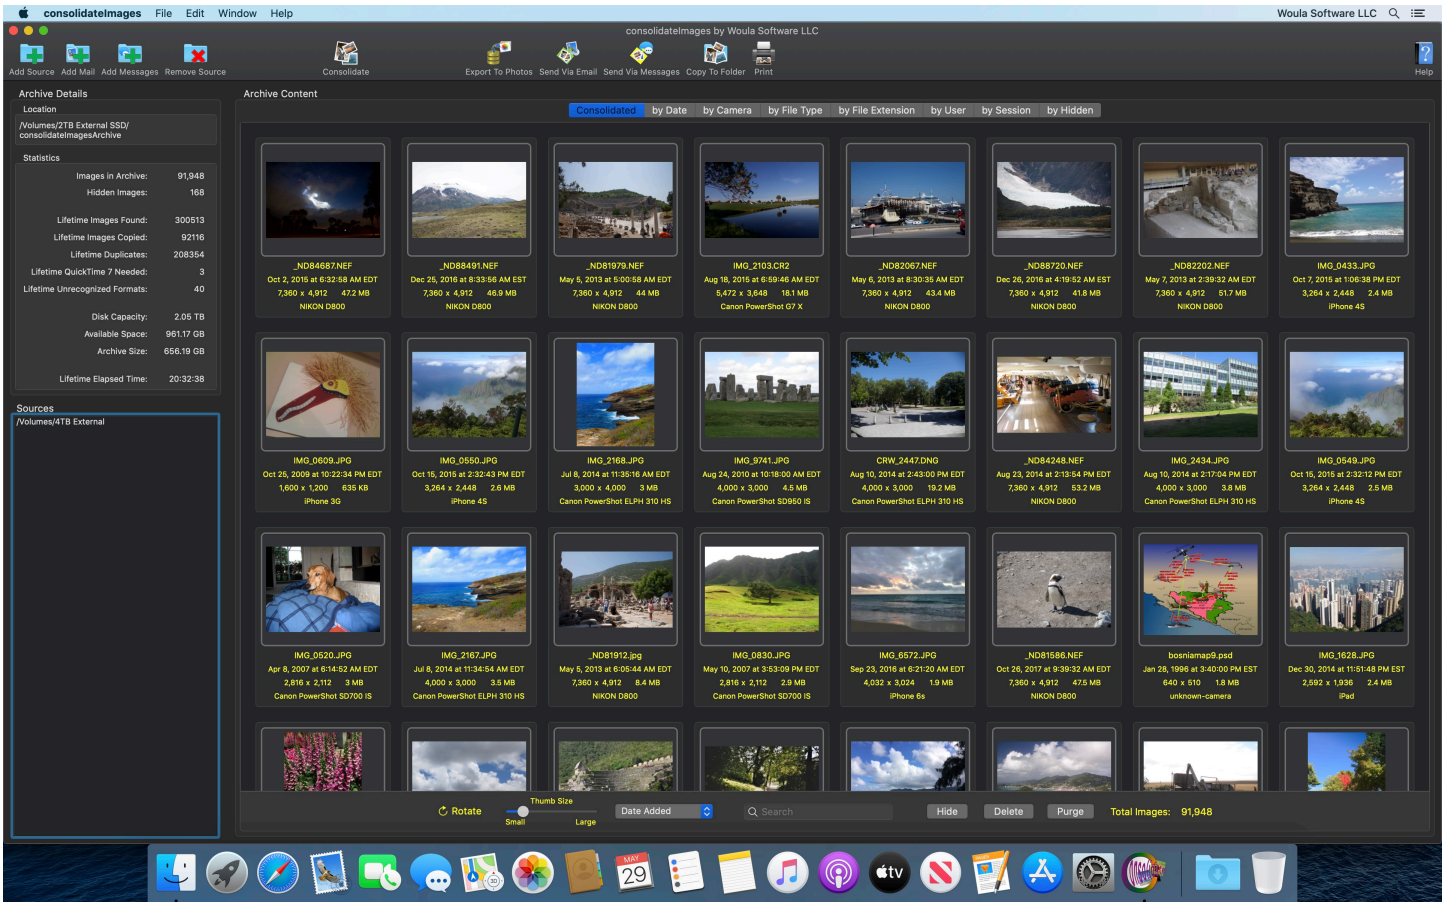 consolidateImages File Edit Window Help
Woula Software LLC
consolidateImages by Woula Software LLC
Add Source Add Mail Add Messages Remove Source
Consolidate
Export To Photos Send Via Email Send Via Messages Copy To Folder Print
Help
Archive Details
Location
/Volumes/2TB External SSD/
consolidateImagesArchive
Statistics
Images in Archive: 91,948
Hidden Images: 168
Lifetime Images Found: 300513
Lifetime Images Copied: 92116
Lifetime Duplicates: 208354
Lifetime QuickTime 7 Needed: 3
Lifetime Unrecognized Formats: 40
Disk Capacity: 2.05 TB
Available Space: 961.17 GB
Archive Size: 656.19 GB
Lifetime Elapsed Time: 20:32:38
Sources
/Volumes/4TB External
Archive Content
Consolidated by Date by Camera by File Type by File Extension by User by Session by Hidden
_ND84687.NEF
Oct 2, 2015 at 6:32:58 AM EDT
7,360 x 4,912 47.2 MB
NIKON D800
_ND88491.NEF
Dec 25, 2016 at 8:33:56 AM EST
7,360 x 4,912 46.9 MB
NIKON D800
_ND81979.NEF
May 5, 2013 at 5:00:58 AM EDT
7,360 x 4,912 44 MB
NIKON D800
IMG_2103.CR2
Aug 18, 2015 at 6:59:46 AM EDT
5,472 x 3,648 18.1 MB
Canon PowerShot G7 X
_ND82067.NEF
May 6, 2013 at 8:30:35 AM EDT
7,360 x 4,912 43.4 MB
NIKON D800
_ND88720.NEF
Dec 26, 2016 at 4:19:52 AM EST
7,360 x 4,912 41.8 MB
NIKON D800
_ND82202.NEF
May 7, 2013 at 2:39:32 AM EDT
7,360 x 4,912 51.7 MB
NIKON D800
IMG_0433.JPG
Oct 7, 2015 at 1:06:38 PM EDT
3,264 x 2,448 2.4 MB
iPhone 4S
IMG_0609.JPG
Oct 25, 2009 at 10:22:34 PM EDT
1,600 x 1,200 635 KB
iPhone 3G
IMG_0550.JPG
Oct 15, 2015 at 2:32:43 PM EDT
3,264 x 2,448 2.6 MB
iPhone 4S
IMG_2168.JPG
Jul 8, 2014 at 11:35:16 AM EDT
3,000 x 4,000 3 MB
Canon PowerShot ELPH 310 HS
IMG_9741.JPG
Aug 24, 2010 at 10:18:00 AM EDT
4,000 x 3,000 4.5 MB
Canon PowerShot SD950 IS
CRW_2447.DNG
Aug 10, 2014 at 2:43:00 PM EDT
4,000 x 3,000 19.2 MB
Canon PowerShot ELPH 310 HS
_ND84248.NEF
Aug 23, 2014 at 2:13:54 PM EDT
7,360 x 4,912 53.2 MB
NIKON D800
IMG_2434.JPG
Aug 10, 2014 at 2:17:04 PM EDT
4,000 x 3,000 3.8 MB
Canon PowerShot ELPH 310 HS
IMG_0549.JPG
Oct 15, 2015 at 2:32:12 PM EDT
3,264 x 2,448 2.5 MB
iPhone 4S
IMG_0520.JPG
Apr 8, 2007 at 6:14:52 AM EDT
2,816 x 2,112 3 MB
Canon PowerShot SD700 IS
IMG_2167.JPG
Jul 8, 2014 at 11:34:54 AM EDT
4,000 x 3,000 3.5 MB
Canon PowerShot ELPH 310 HS
_ND81912.jpg
May 5, 2013 at 6:05:44 AM EDT
7,360 x 4,912 8.4 MB
NIKON D800
IMG_0830.JPG
May 10, 2007 at 3:53:09 PM EDT
2,816 x 2,112 2.9 MB
Canon PowerShot SD700 IS
IMG_6572.JPG
Sep 23, 2016 at 6:21:20 AM EDT
4,032 x 3,024 1.9 MB
iPhone 6s
_ND81586.NEF
Oct 26, 2017 at 9:39:32 AM EDT
7,360 x 4,912 47.5 MB
NIKON D800
bosniamap9.psd
Jan 28, 1996 at 3:40:00 PM EST
640 x 510 1.8 MB
unknown-camera
IMG_1628.JPG
Dec 30, 2014 at 11:51:48 PM EST
2,592 x 1,936 2.4 MB
iPad
Rotate
Thumb Size
Small Large
Date Added
Search
Hide Delete Purge
Total Images: 91,948
MAY
29
3D
tv